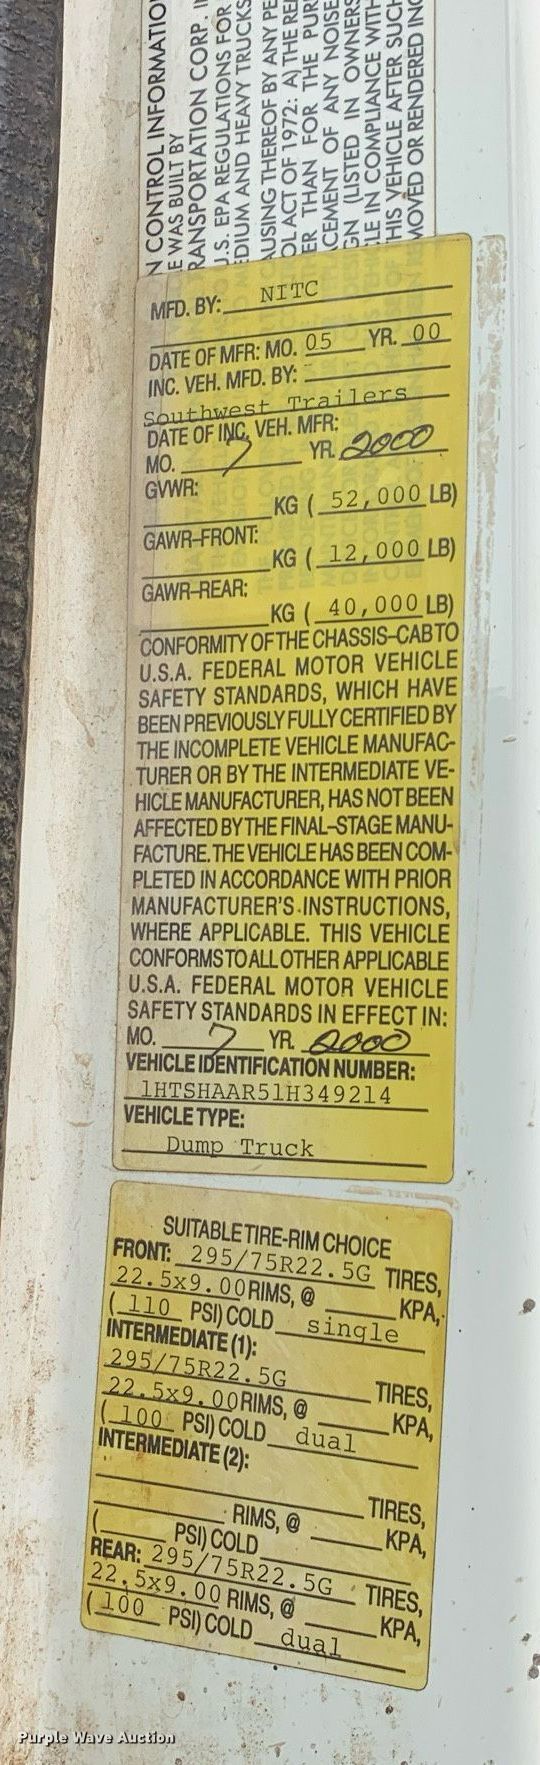 N CONTROL INFORMATIO
E WAS BUILT BY
RANSPORTATION CORP.
U.S. EPA REGULATIONS FOR
EDIUM AND HEAVY TRUCKS
AUSING THEREOF BY ANY PE
OL ACT OF 1972: A) THE RE
ER THAN FOR THE PUR
CEMENT OF ANY NOISE
GN (LISTED IN OWNERS
LE IN COMPLIANCE WITH
HIS VEHICLE AFTER SUCH
MOVED OR RENDERED INO
MFD. BY: NITC
DATE OF MFR: MO. 05 YR. 00
INC. VEH. MFD. BY:
Southwest Trailers
DATE OF INC. VEH. MFR:
MO. 7 YR. 2000
GVWR:
KG ( 52,000 LB)
GAWR-FRONT:
KG ( 12,000 LB)
GAWR-REAR:
KG ( 40,000 LB)
CONFORMITY OF THE CHASSIS-CAB TO
U.S.A. FEDERAL MOTOR VEHICLE
SAFETY STANDARDS, WHICH HAVE
BEEN PREVIOUSLY FULLY CERTIFIED BY
THE INCOMPLETE VEHICLE MANUFAC-
TURER OR BY THE INTERMEDIATE VE-
HICLE MANUFACTURER, HAS NOT BEEN
AFFECTED BY THE FINAL-STAGE MANU-
FACTURE. THE VEHICLE HAS BEEN COM-
PLETED IN ACCORDANCE WITH PRIOR
MANUFACTURER'S INSTRUCTIONS,
WHERE APPLICABLE. THIS VEHICLE
CONFORMS TO ALL OTHER APPLICABLE
U.S.A. FEDERAL MOTOR VEHICLE
SAFETY STANDARDS IN EFFECT IN:
MO. 7 YR. 2000
VEHICLE IDENTIFICATION NUMBER:
1HTSHAAR51H349214
VEHICLE TYPE:
Dump Truck
SUITABLE TIRE-RIM CHOICE
FRONT: 295/75R22.5G TIRES,
22.5x9.00 RIMS, @ KPA,
( 110 PSI) COLD single
INTERMEDIATE (1):
295/75R22.5G TIRES,
22.5x9.00 RIMS, @ KPA,
( 100 PSI) COLD dual
INTERMEDIATE (2):
TIRES,
RIMS, @ KPA,
( PSI) COLD
REAR: 295/75R22.5G TIRES,
22.5x9.00 RIMS, @ KPA,
( 100 PSI) COLD dual
Purple Wave Auction